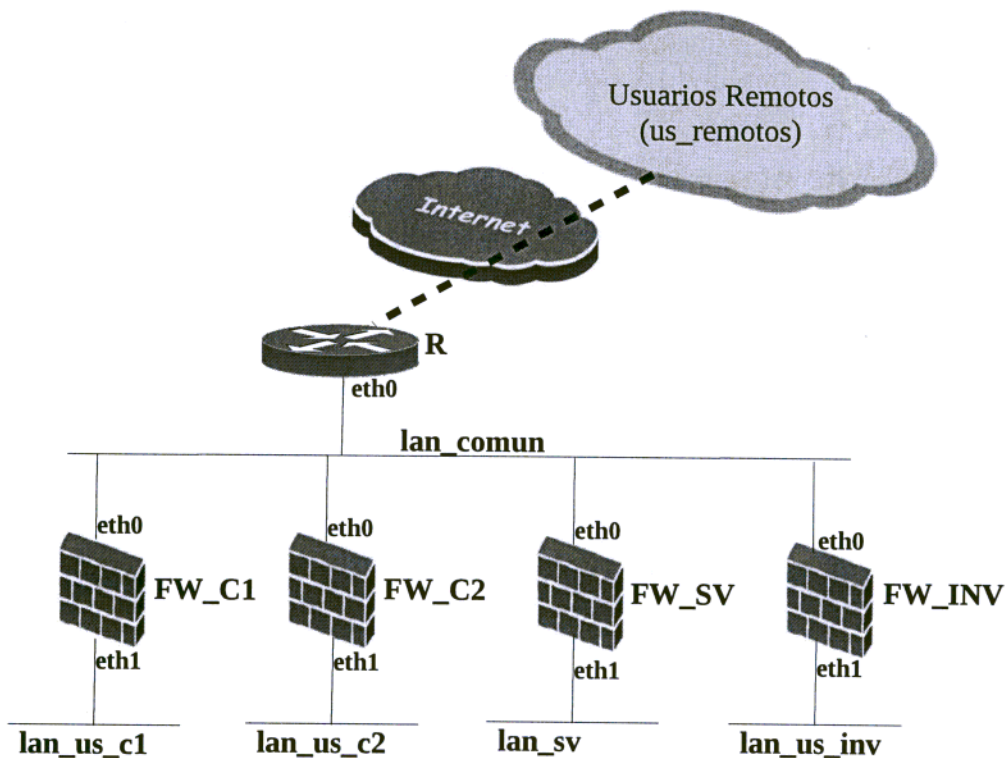 Usuarios Remotos
(us_remotos)
Internet
R
eth0
lan_comun
eth0
eth0
eth0
eth0
FW_C1
FW_C2
FW_SV
FW_INV
eth1
eth1
eth1
eth1
lan_us_c1
lan_us_c2
lan_sv
lan_us_inv